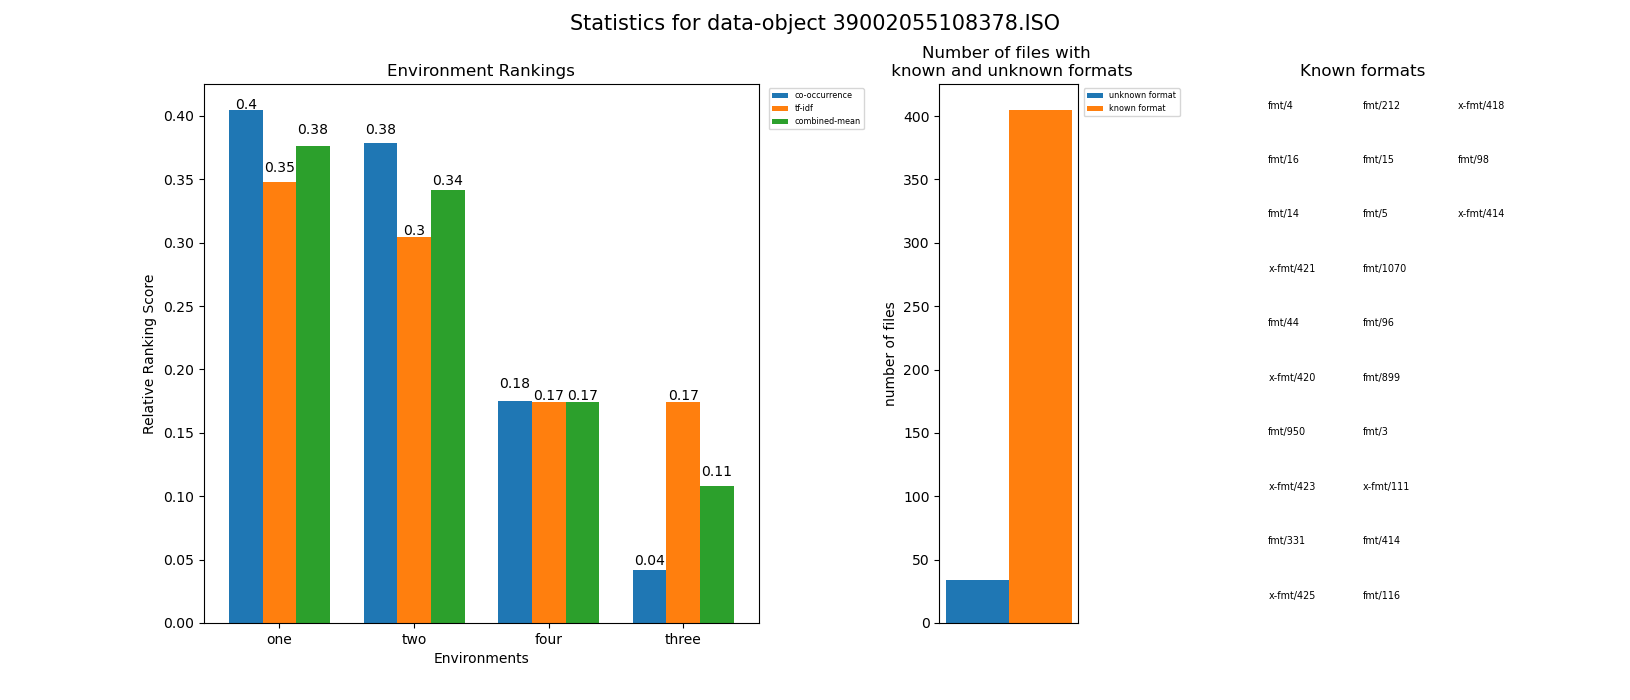 Statistics for data-object 39002055108378.ISO
Environment Rankings
Relative Ranking Score
0.40
0.35
0.30
0.25
0.20
0.15
0.10
0.05
0.00
0.4
0.35
0.38
0.38
0.3
0.34
0.18
0.17
0.17
0.04
0.17
0.11
one
two
four
three
Environments
co-occurrence
tf-idf
combined-mean
Number of files with
known and unknown formats
number of files
400
350
300
250
200
150
100
50
0
unknown format
known format
Known formats
fmt/4 fmt/212 x-fmt/418
fmt/16 fmt/15 fmt/98
fmt/14 fmt/5 x-fmt/414
x-fmt/421 fmt/1070
fmt/44 fmt/96
x-fmt/420 fmt/899
fmt/950 fmt/3
x-fmt/423 x-fmt/111
fmt/331 fmt/414
x-fmt/425 fmt/116